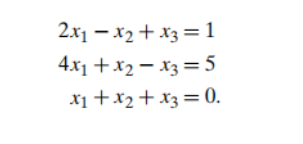 2x₁ − x₂ + x₃ = 1
4x₁ + x₂ − x₃ = 5
x₁ + x₂ + x₃ = 0.